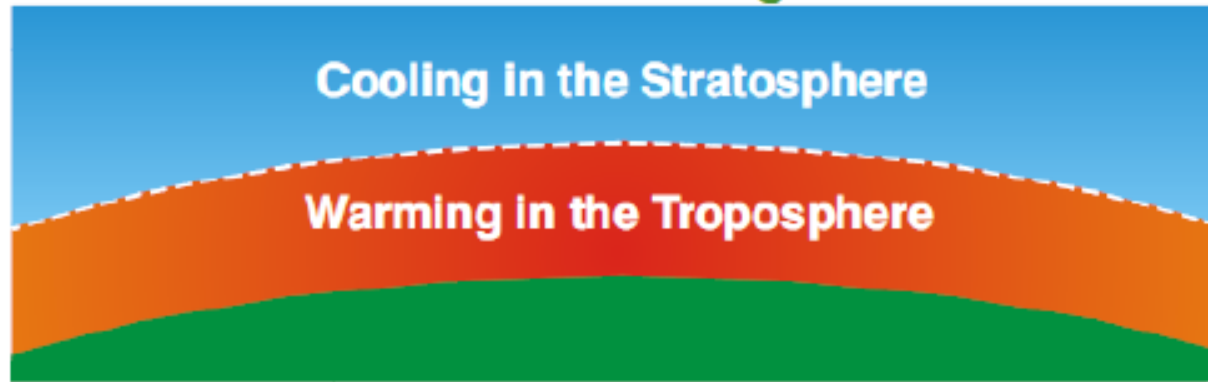 Cooling in the Stratosphere
Warming in the Troposphere